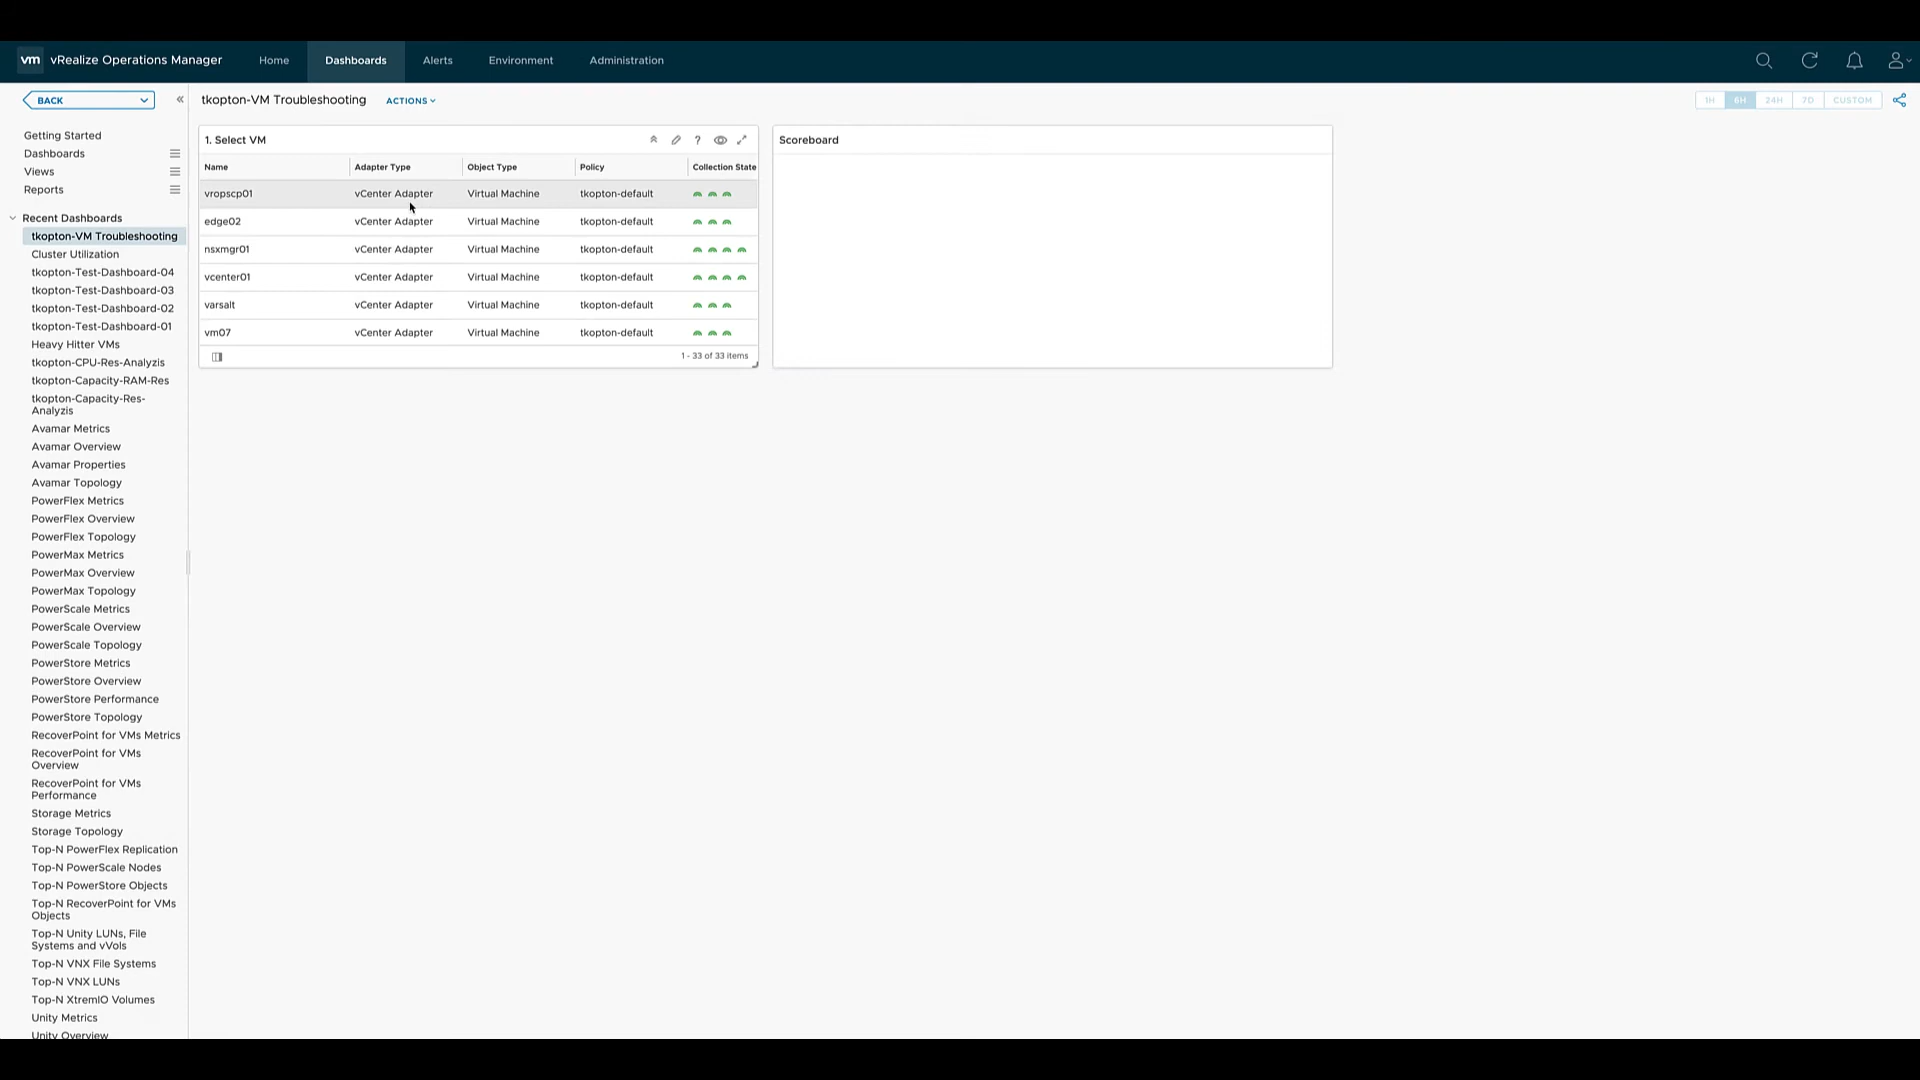 vm vRealize Operations Manager Home Dashboards Alerts Environment Administration
BACK
tkopton-VM Troubleshooting ACTIONS
1H 6H 24H 7D CUSTOM
Getting Started
Dashboards
Views
Reports
Recent Dashboards
tkopton-VM Troubleshooting
Cluster Utilization
tkopton-Test-Dashboard-04
tkopton-Test-Dashboard-03
tkopton-Test-Dashboard-02
tkopton-Test-Dashboard-01
Heavy Hitter VMs
tkopton-CPU-Res-Analyzis
tkopton-Capacity-RAM-Res
tkopton-Capacity-Res-
Analyzis
Avamar Metrics
Avamar Overview
Avamar Properties
Avamar Topology
PowerFlex Metrics
PowerFlex Overview
PowerFlex Topology
PowerMax Metrics
PowerMax Overview
PowerMax Topology
PowerScale Metrics
PowerScale Overview
PowerScale Topology
PowerStore Metrics
PowerStore Overview
PowerStore Performance
PowerStore Topology
RecoverPoint for VMs Metrics
RecoverPoint for VMs
Overview
RecoverPoint for VMs
Performance
Storage Metrics
Storage Topology
Top-N PowerFlex Replication
Top-N PowerScale Nodes
Top-N PowerStore Objects
Top-N RecoverPoint for VMs
Objects
Top-N Unity LUNs, File
Systems and vVols
Top-N VNX File Systems
Top-N VNX LUNs
Top-N XtremIO Volumes
Unity Metrics
Unity Overview
1. Select VM ?
Name Adapter Type Object Type Policy Collection State
vropscp01 vCenter Adapter Virtual Machine tkopton-default
edge02 vCenter Adapter Virtual Machine tkopton-default
nsxmgr01 vCenter Adapter Virtual Machine tkopton-default
vcenter01 vCenter Adapter Virtual Machine tkopton-default
varsalt vCenter Adapter Virtual Machine tkopton-default
vm07 vCenter Adapter Virtual Machine tkopton-default
1 - 33 of 33 items
Scoreboard